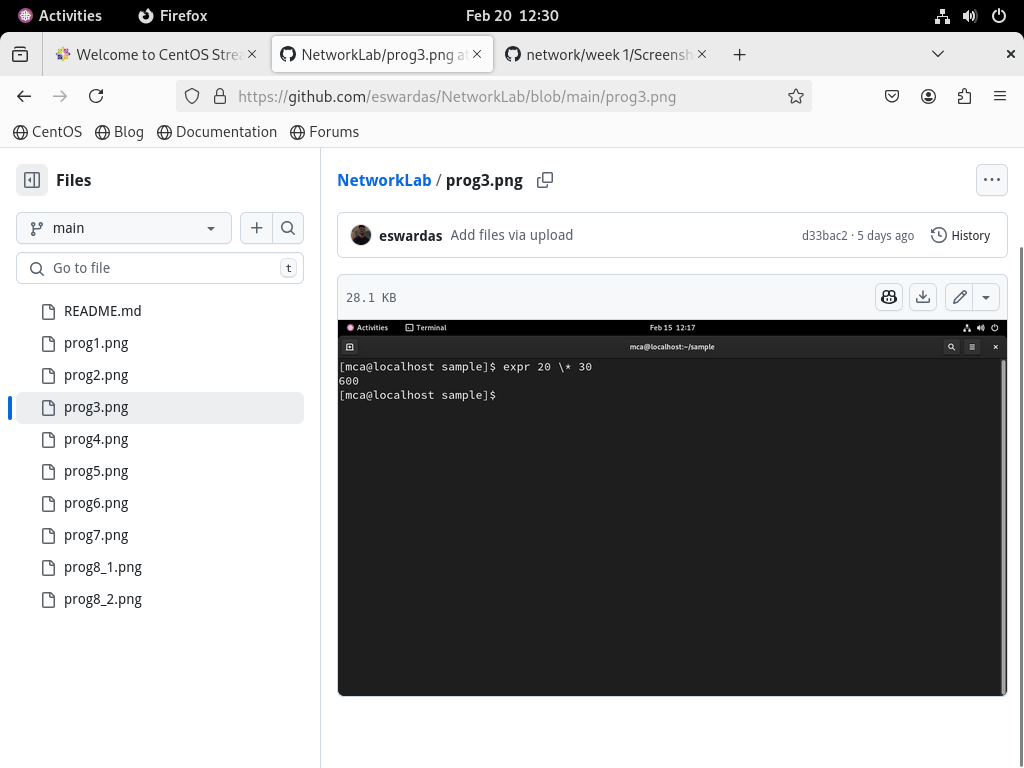 Activities Firefox Feb 20 12:30
Welcome to CentOS Strea NetworkLab/prog3.png at network/week 1/Screensh
https://github.com/eswardas/NetworkLab/blob/main/prog3.png
CentOS Blog Documentation Forums
Files
main
Go to file t
README.md
prog1.png
prog2.png
prog3.png
prog4.png
prog5.png
prog6.png
prog7.png
prog8_1.png
prog8_2.png
NetworkLab / prog3.png
eswardas Add files via upload d33bac2 · 5 days ago History
28.1 KB
Activities Terminal Feb 15 12:17
mca@localhost:~/sample
[mca@localhost sample]$ expr 20 \* 30
600
[mca@localhost sample]$